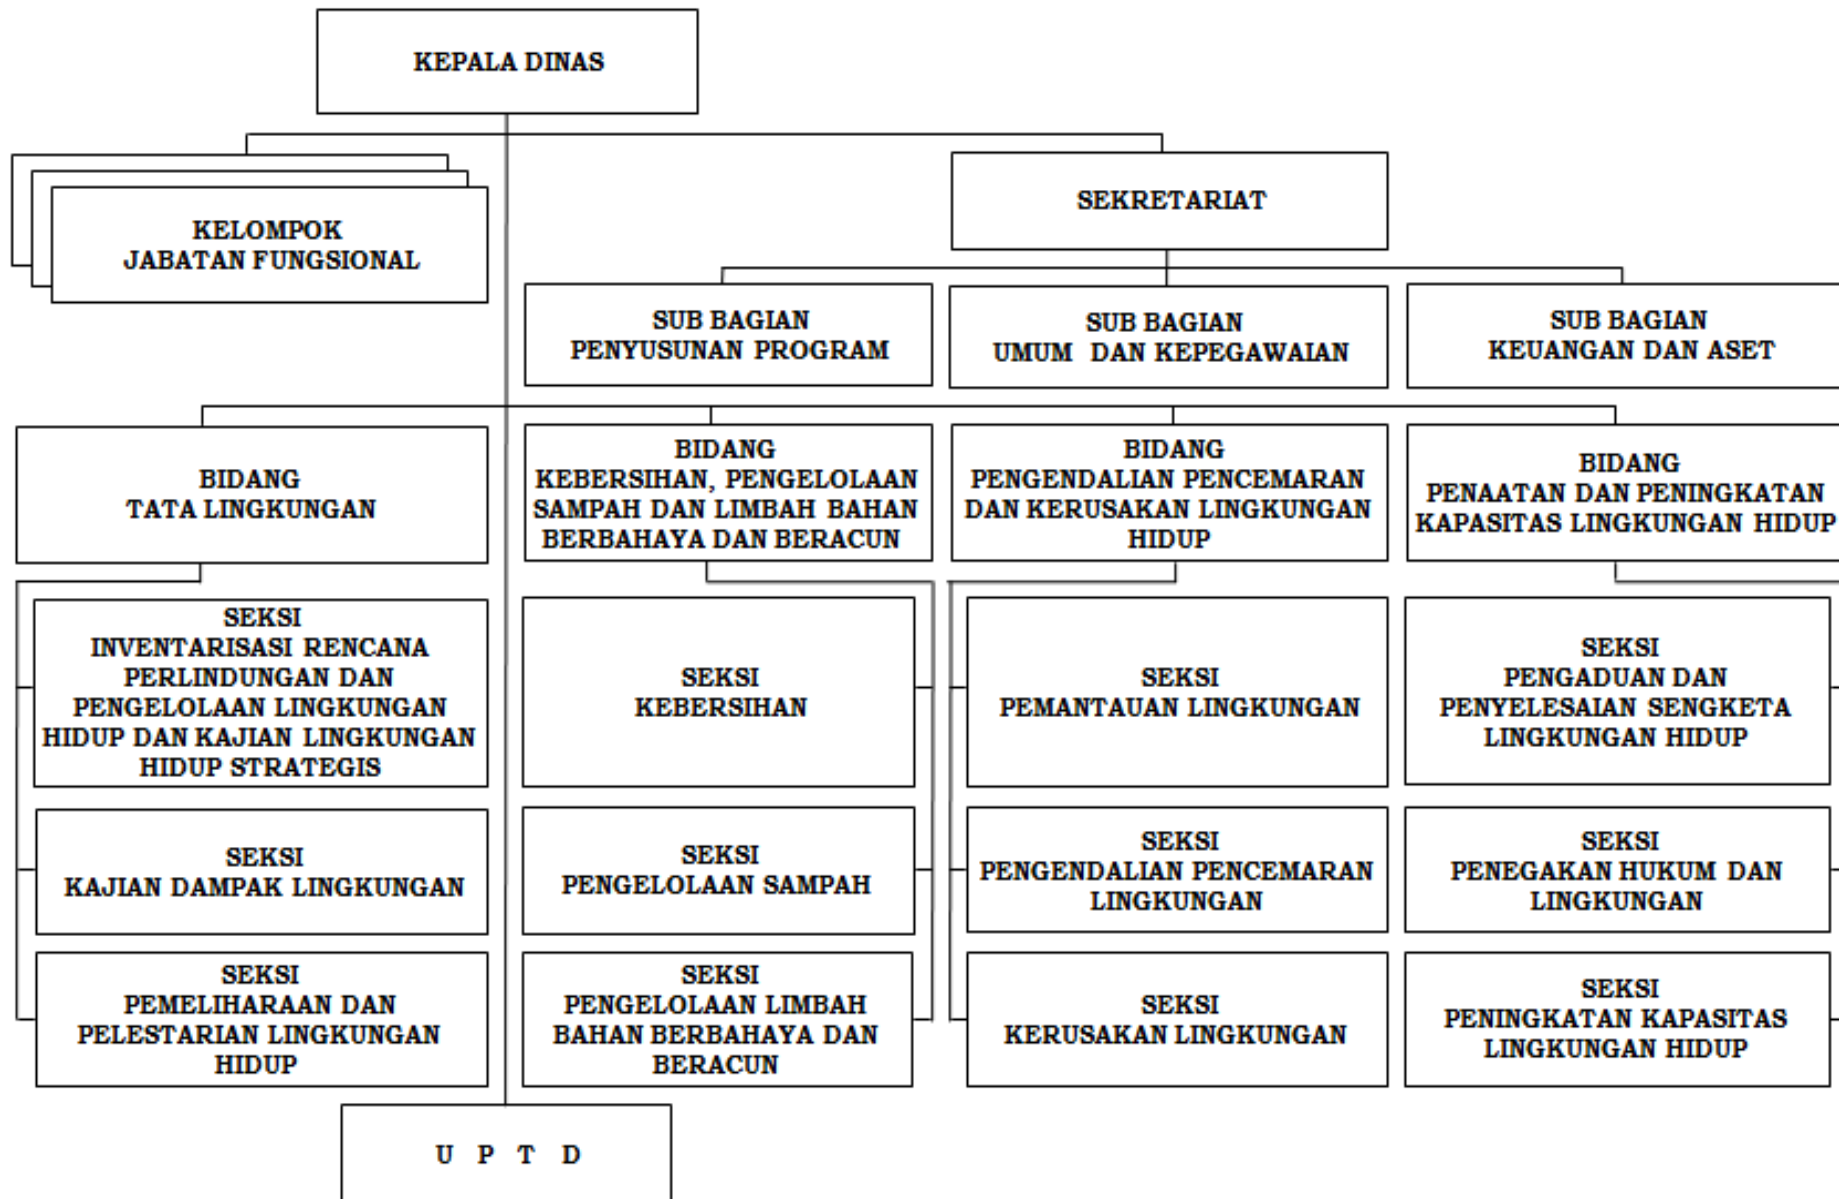 KEPALA DINAS
KELOMPOK
JABATAN FUNGSIONAL
SEKRETARIAT
SUB BAGIAN
PENYUSUNAN PROGRAM
SUB BAGIAN
UMUM DAN KEPEGAWAIAN
SUB BAGIAN
KEUANGAN DAN ASET
BIDANG
TATA LINGKUNGAN
BIDANG
KEBERSIHAN, PENGELOLAAN
SAMPAH DAN LIMBAH BAHAN
BERBAHAYA DAN BERACUN
BIDANG
PENGENDALIAN PENCEMARAN
DAN KERUSAKAN LINGKUNGAN
HIDUP
BIDANG
PENAATAN DAN PENINGKATAN
KAPASITAS LINGKUNGAN HIDUP
SEKSI
INVENTARISASI RENCANA
PERLINDUNGAN DAN
PENGELOLAAN LINGKUNGAN
HIDUP DAN KAJIAN LINGKUNGAN
HIDUP STRATEGIS
SEKSI
KEBERSIHAN
SEKSI
PEMANTAUAN LINGKUNGAN
SEKSI
PENGADUAN DAN
PENYELESAIAN SENGKETA
LINGKUNGAN HIDUP
SEKSI
KAJIAN DAMPAK LINGKUNGAN
SEKSI
PENGELOLAAN SAMPAH
SEKSI
PENGENDALIAN PENCEMARAN
LINGKUNGAN
SEKSI
PENEGAKAN HUKUM DAN
LINGKUNGAN
SEKSI
PEMELIHARAAN DAN
PELESTARIAN LINGKUNGAN
HIDUP
SEKSI
PENGELOLAAN LIMBAH
BAHAN BERBAHAYA DAN
BERACUN
SEKSI
KERUSAKAN LINGKUNGAN
SEKSI
PENINGKATAN KAPASITAS
LINGKUNGAN HIDUP
U P T D